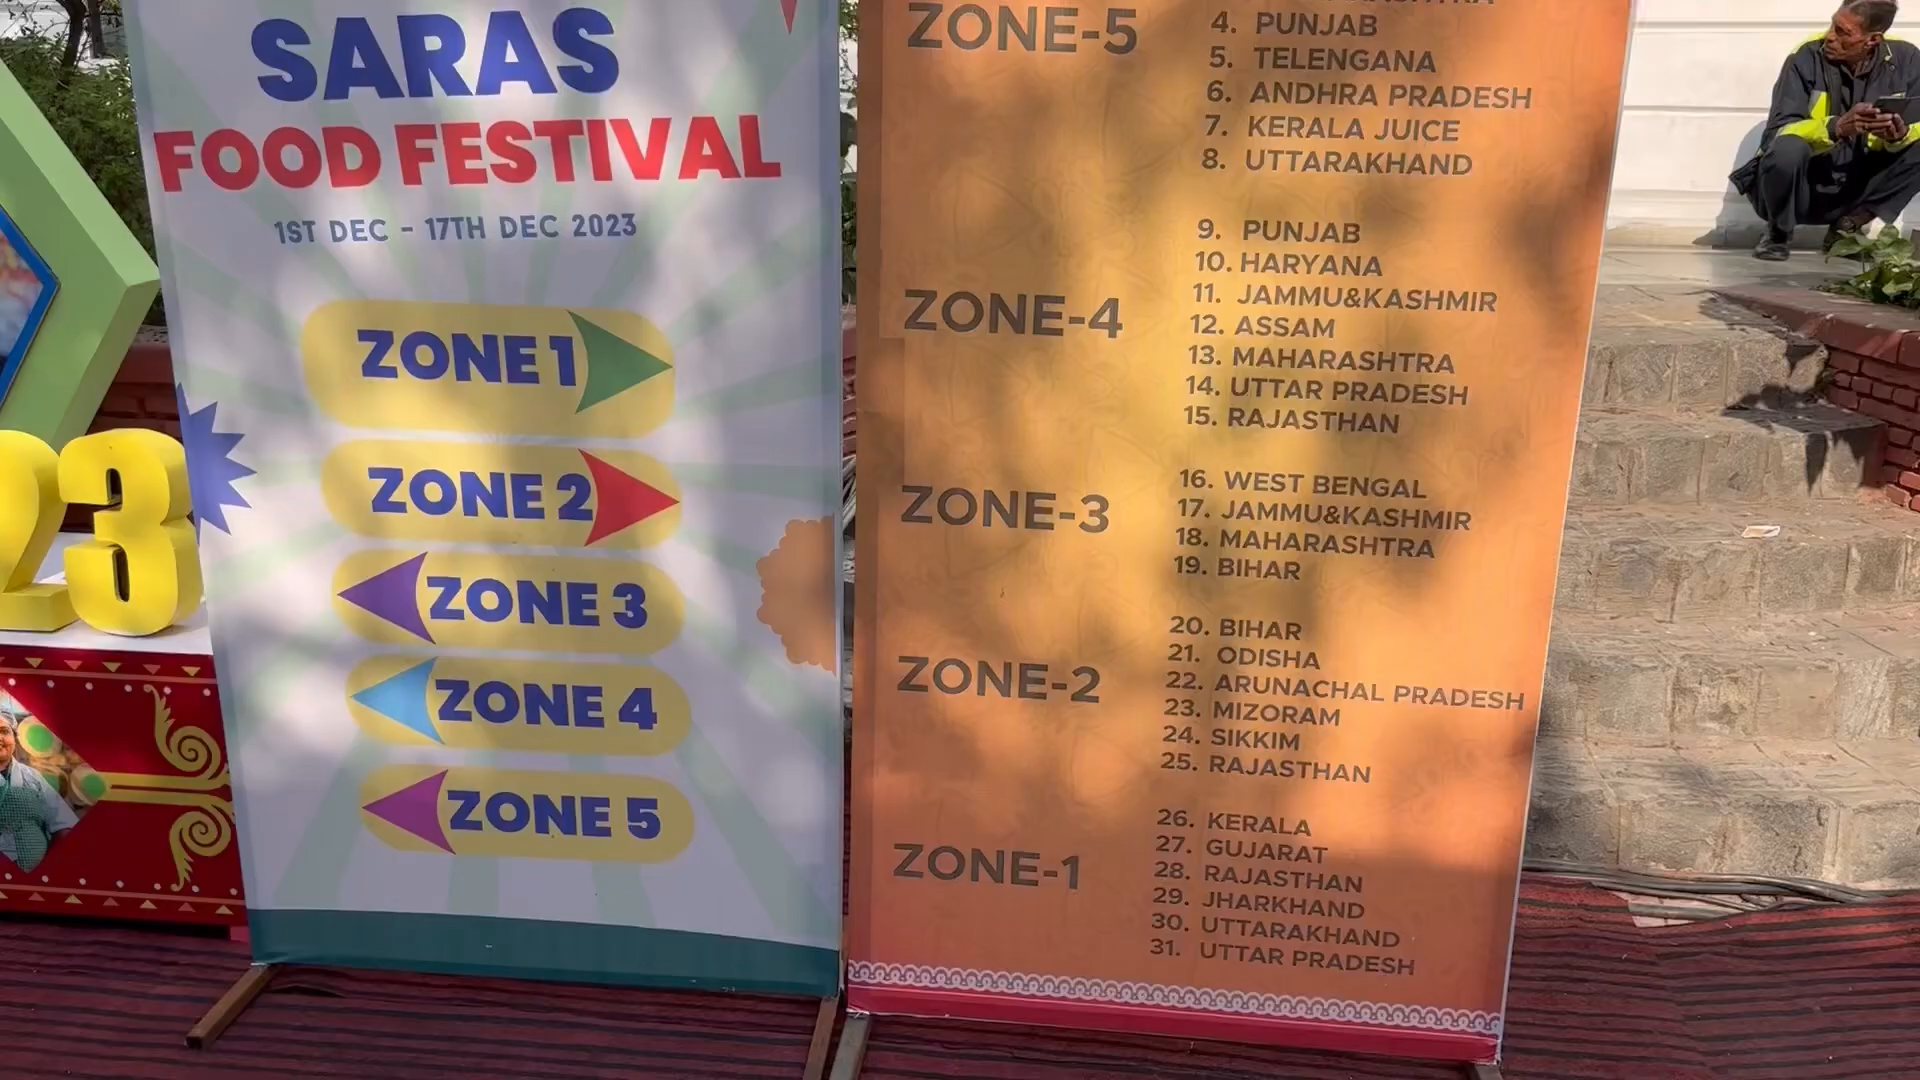 SARAS
FOOD FESTIVAL
1ST DEC - 17TH DEC 2023
ZONE 1
ZONE 2
ZONE 3
ZONE 4
ZONE 5
23
ZONE-5
4. PUNJAB
5. TELENGANA
6. ANDHRA PRADESH
7. KERALA JUICE
8. UTTARAKHAND
ZONE-4
9. PUNJAB
10. HARYANA
11. JAMMU&KASHMIR
12. ASSAM
13. MAHARASHTRA
14. UTTAR PRADESH
15. RAJASTHAN
ZONE-3
16. WEST BENGAL
17. JAMMU&KASHMIR
18. MAHARASHTRA
19. BIHAR
ZONE-2
20. BIHAR
21. ODISHA
22. ARUNACHAL PRADESH
23. MIZORAM
24. SIKKIM
25. RAJASTHAN
ZONE-1
26. KERALA
27. GUJARAT
28. RAJASTHAN
29. JHARKHAND
30. UTTARAKHAND
31. UTTAR PRADESH